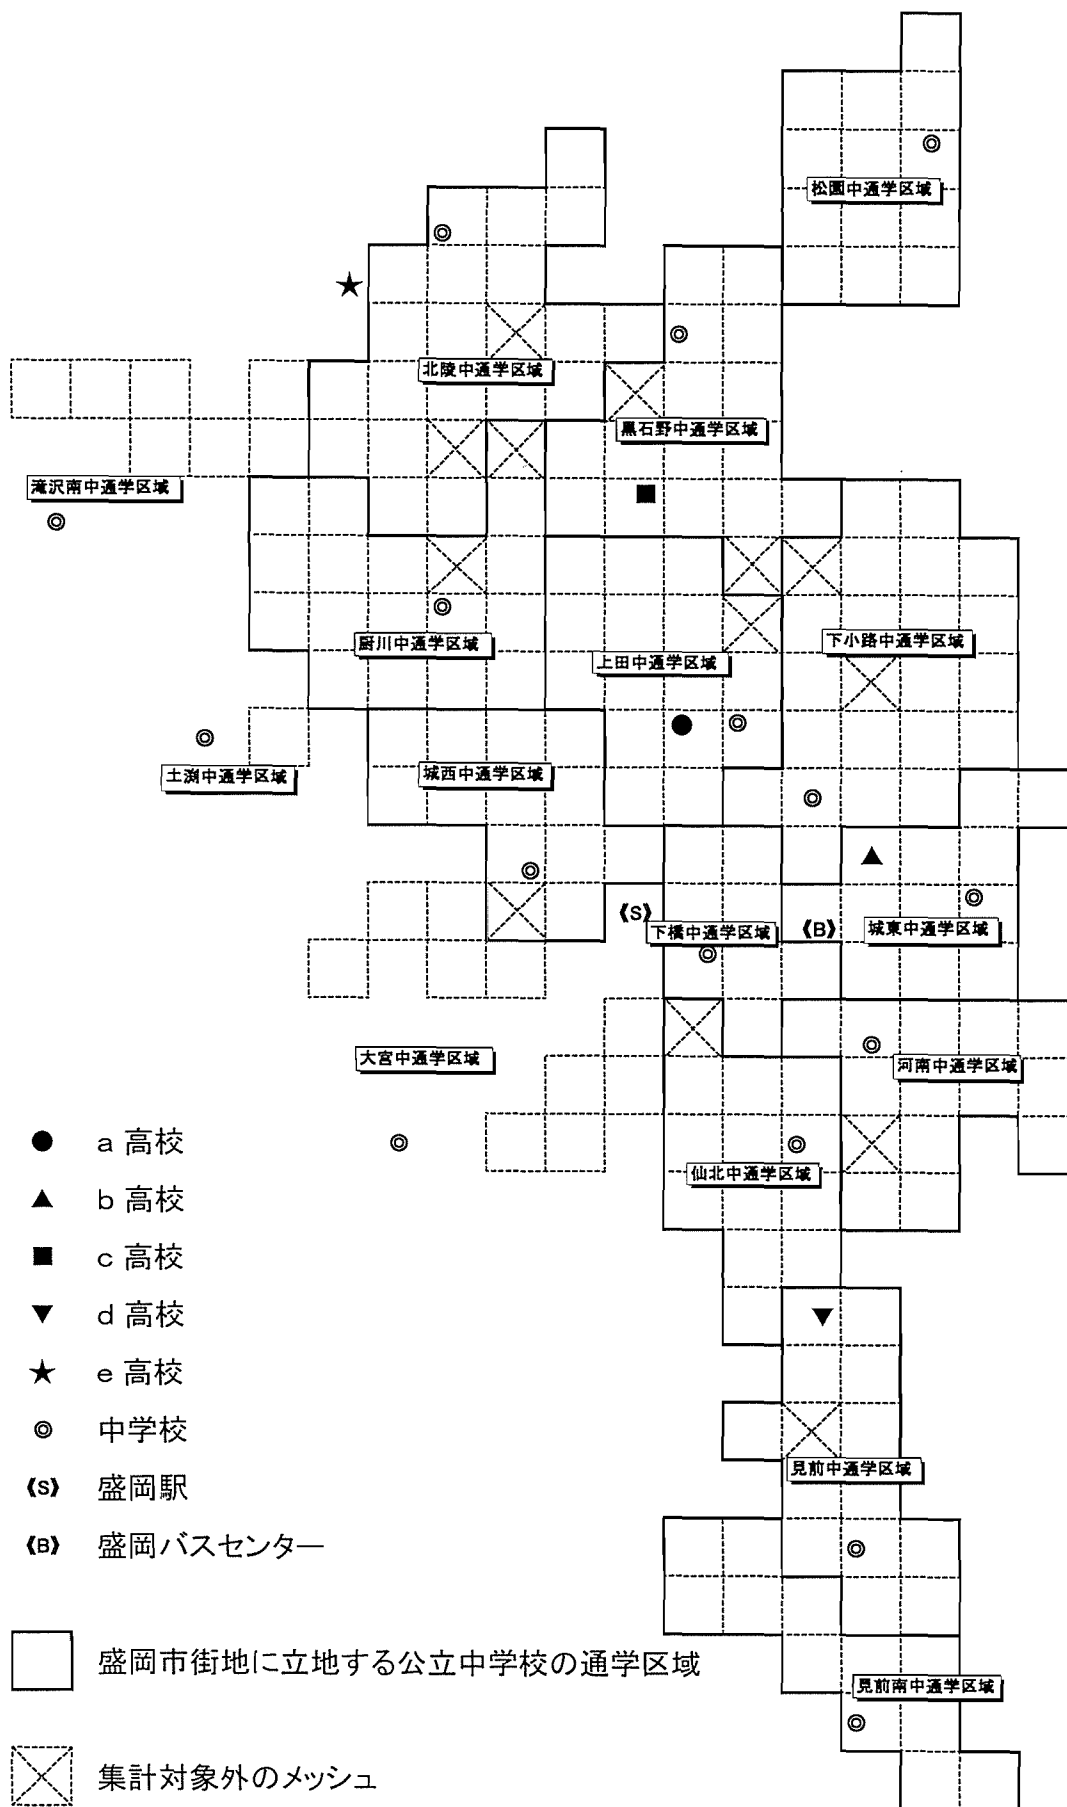 松園中通学区域
北陵中通学区域
黒石野中通学区域
滝沢南中通学区域
厨川中通学区域
下小路中通学区域
上田中通学区域
土渕中通学区域
城西中通学区域
《S》
下橋中通学区域
《B》
城東中通学区域
大宮中通学区域
河南中通学区域
仙北中通学区域
見前中通学区域
見前南中通学区域
a 高校
b 高校
c 高校
d 高校
e 高校
中学校
《S》 盛岡駅
《B》 盛岡バスセンター
盛岡市街地に立地する公立中学校の通学区域
集計対象外のメッシュ